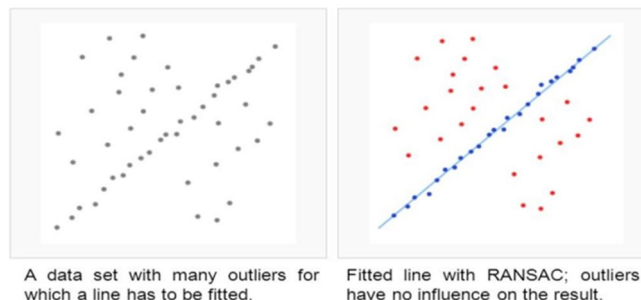 A data set with many outliers for
which a line has to be fitted.
Fitted line with RANSAC; outliers
have no influence on the result.